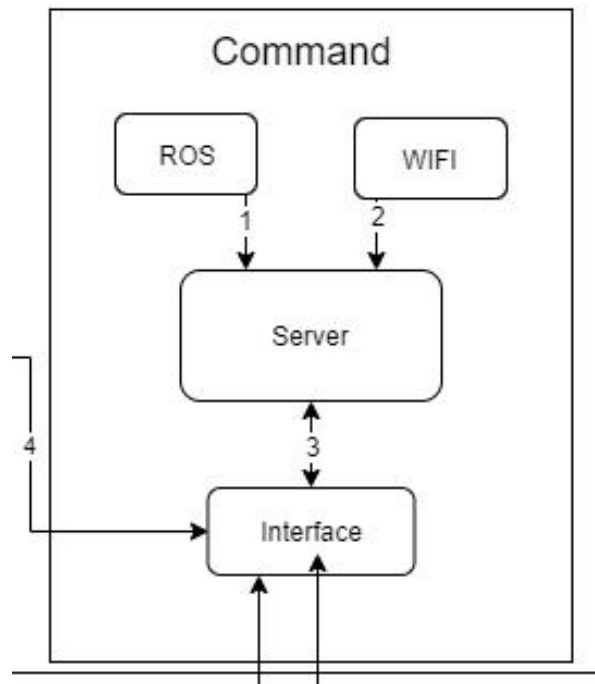 Command
ROS
WIFI
1
2
Server
4
3
Interface